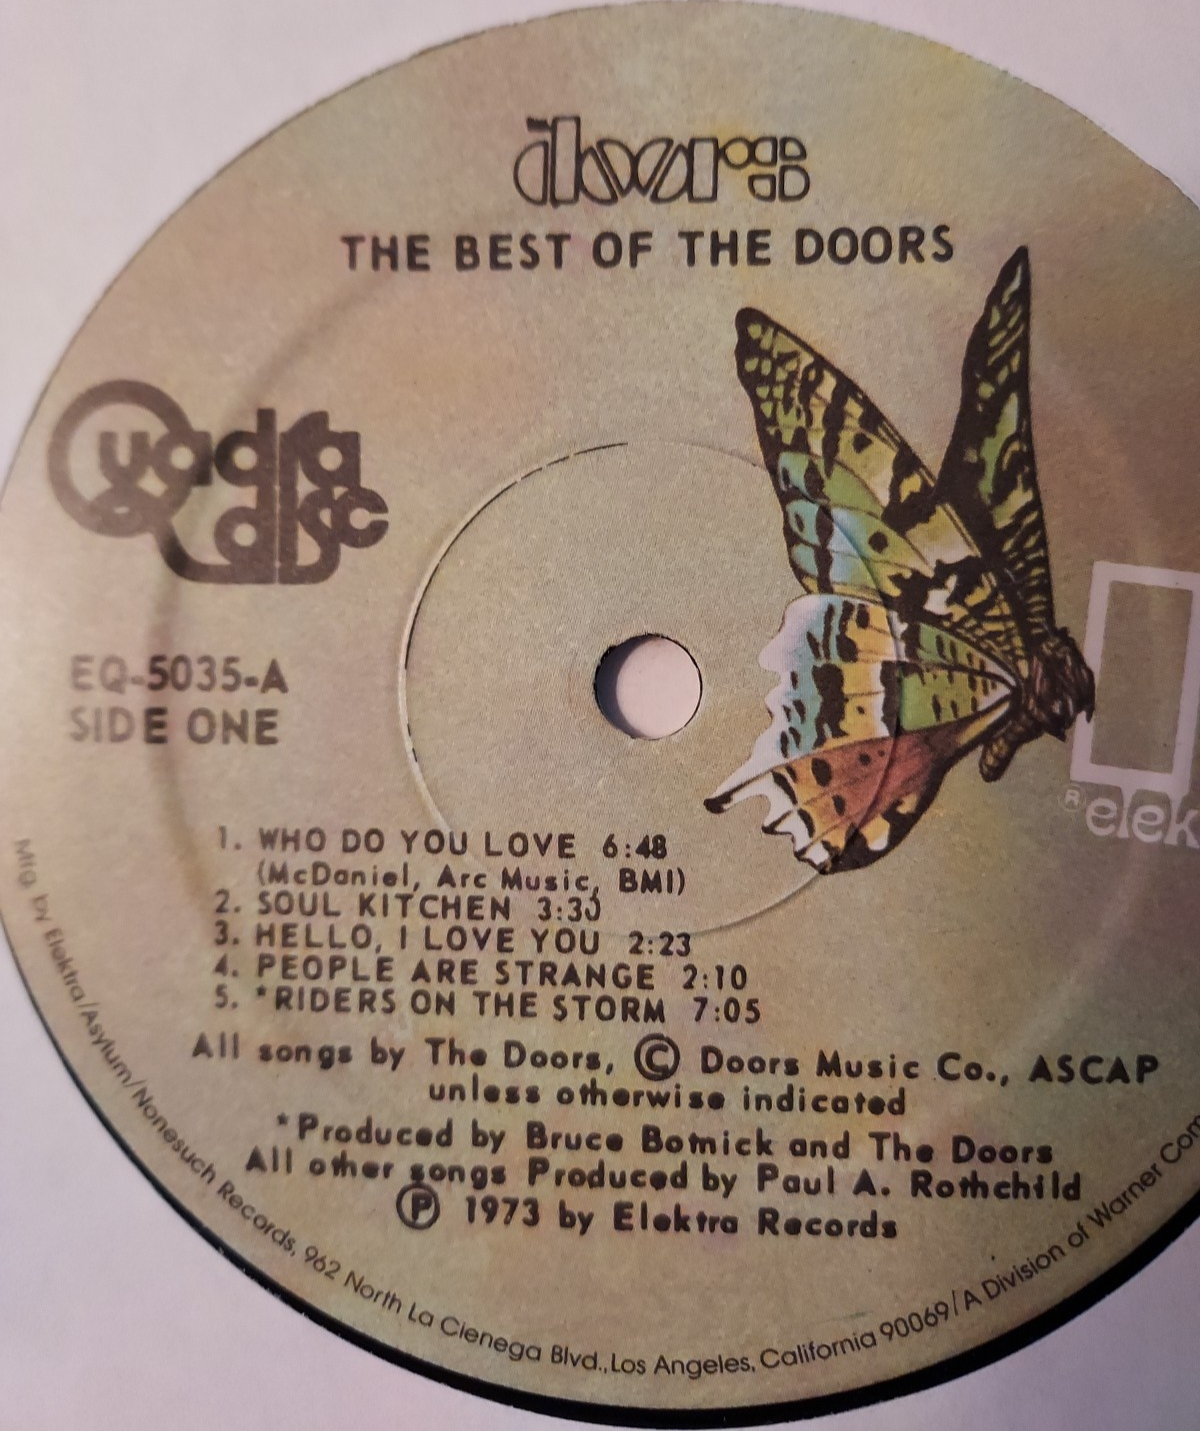 The Doors
THE BEST OF THE DOORS
Quadradisc
EQ-5035-A
SIDE ONE
® elek
1. WHO DO YOU LOVE 6:48
(McDaniel, Arc Music, BMI)
2. SOUL KITCHEN 3:30
3. HELLO, I LOVE YOU 2:23
4. PEOPLE ARE STRANGE 2:10
5. *RIDERS ON THE STORM 7:05
All songs by The Doors, © Doors Music Co., ASCAP
unless otherwise indicated
*Produced by Bruce Botnick and The Doors
All other songs Produced by Paul A. Rothchild
℗ 1973 by Elektra Records
Mfg by Elektra/Asylum/Nonesuch Records, 962 North La Cienega Blvd., Los Angeles, California 90069/A Division of Warner Com